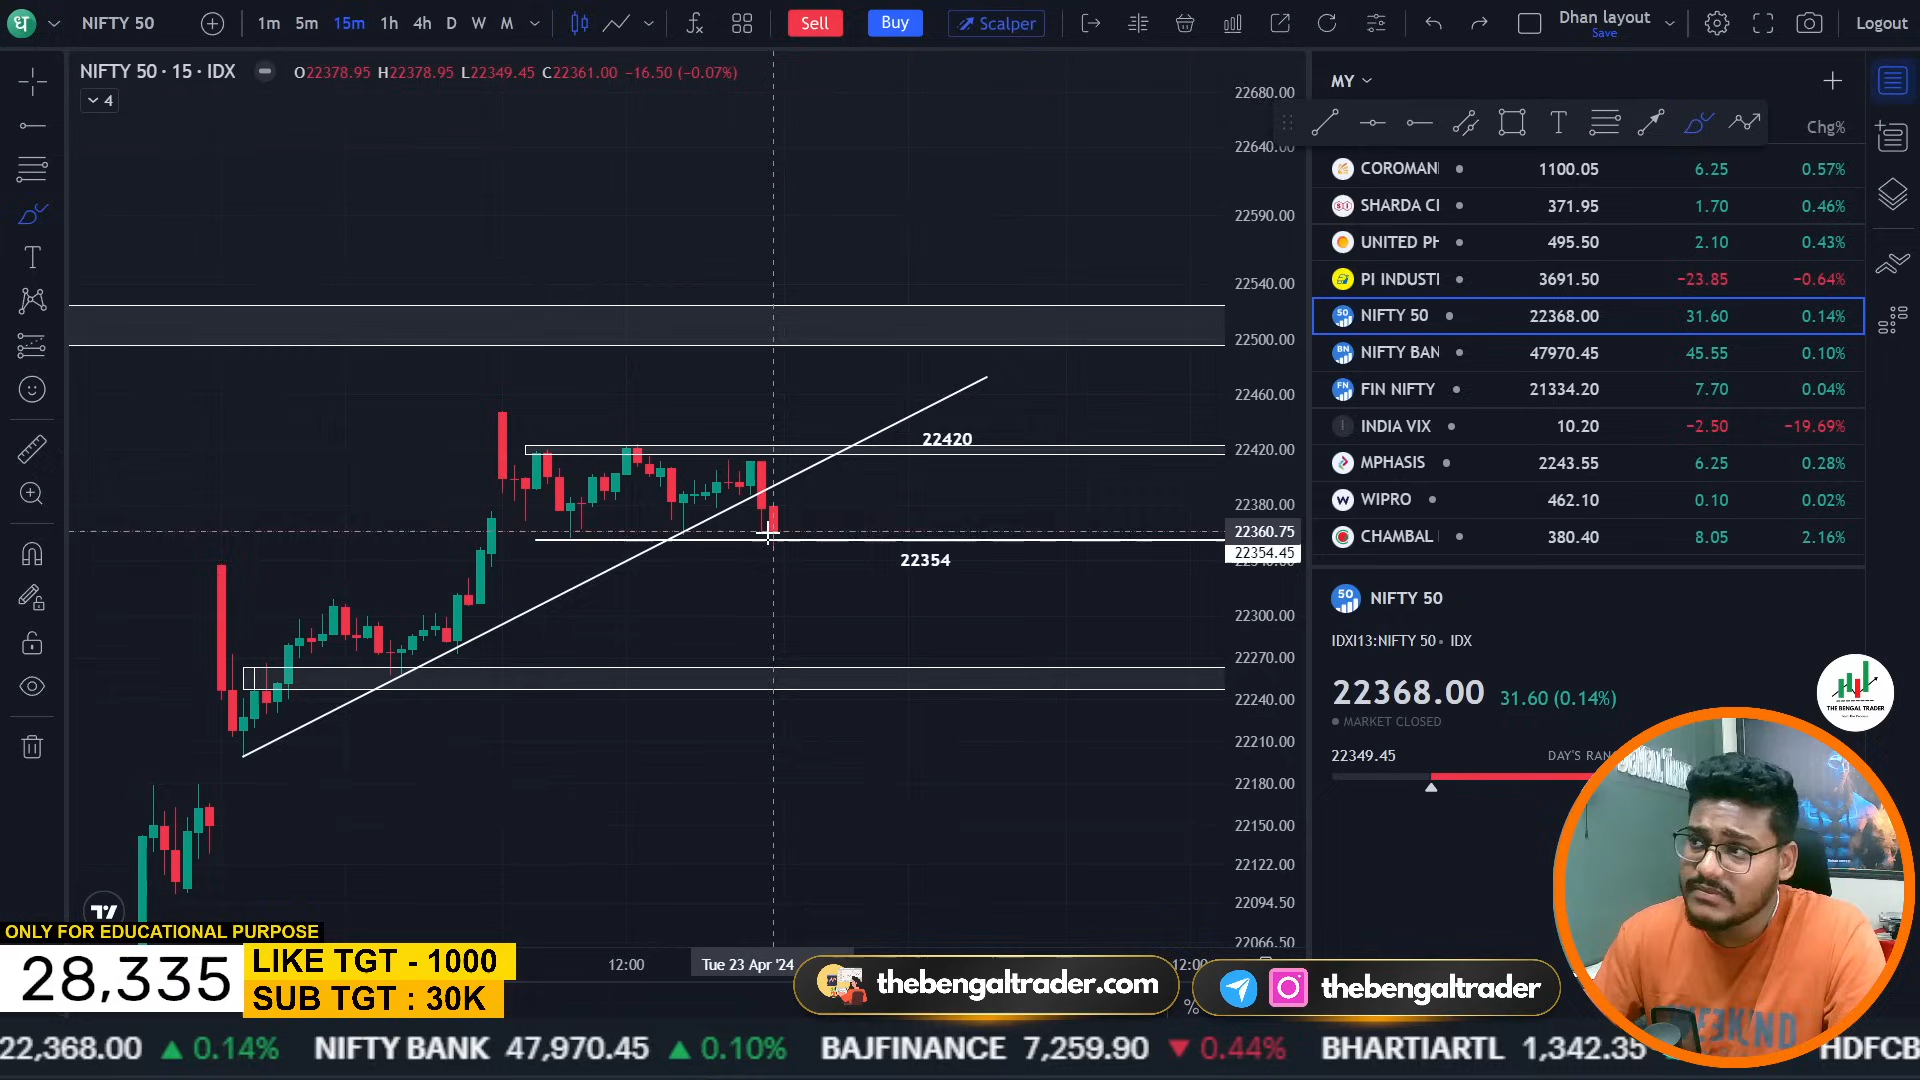 धा
NIFTY 50
1m 5m 15m 1h 4h D W M
Sell
Buy
Scalper
Dhan layout
Save
Logout
NIFTY 50 · 15 · IDX
O22378.95 H22378.95 L22349.45 C22361.00 −16.50 (−0.07%)
4
22680.00
22590.00
22540.00
22500.00
22460.00
22420.00
22380.00
22360.75
22354.45
22300.00
22270.00
22240.00
22210.00
22180.00
22150.00
22122.00
22094.50
22066.50
22420
22354
12:00
Tue 23 Apr '24
12:00
%
MY
Chg%
COROMAN 1100.05 6.25 0.57%
SHARDA C 371.95 1.70 0.46%
UNITED PH 495.50 2.10 0.43%
PI INDUSTI 3691.50 −23.85 −0.64%
NIFTY 50 22368.00 31.60 0.14%
NIFTY BAN 47970.45 45.55 0.10%
FIN NIFTY 21334.20 7.70 0.04%
INDIA VIX 10.20 −2.50 −19.69%
MPHASIS 2243.55 6.25 0.28%
WIPRO 462.10 0.10 0.02%
CHAMBAL 380.40 8.05 2.16%
50
NIFTY 50
IDXI13:NIFTY 50 • IDX
22368.00 31.60 (0.14%)
MARKET CLOSED
22349.45 DAY'S RAN
THE BENGAL TRADER
ONLY FOR EDUCATIONAL PURPOSE
28,335
LIKE TGT - 1000
SUB TGT : 30K
thebengaltrader.com
thebengaltrader
22,368.00 ▲ 0.14% NIFTY BANK 47,970.45 ▲ 0.10% BAJFINANCE 7,259.90 ▼ 0.44% BHARTIARTL 1,342.35 HDFCB